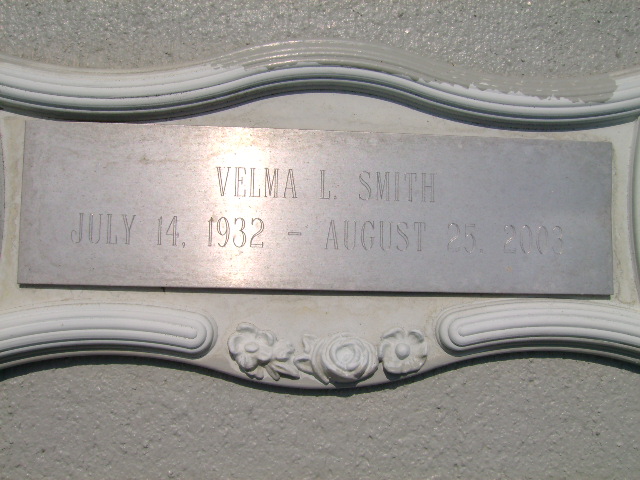 VELMA L. SMITH
JULY 14, 1932 - AUGUST 25, 2003